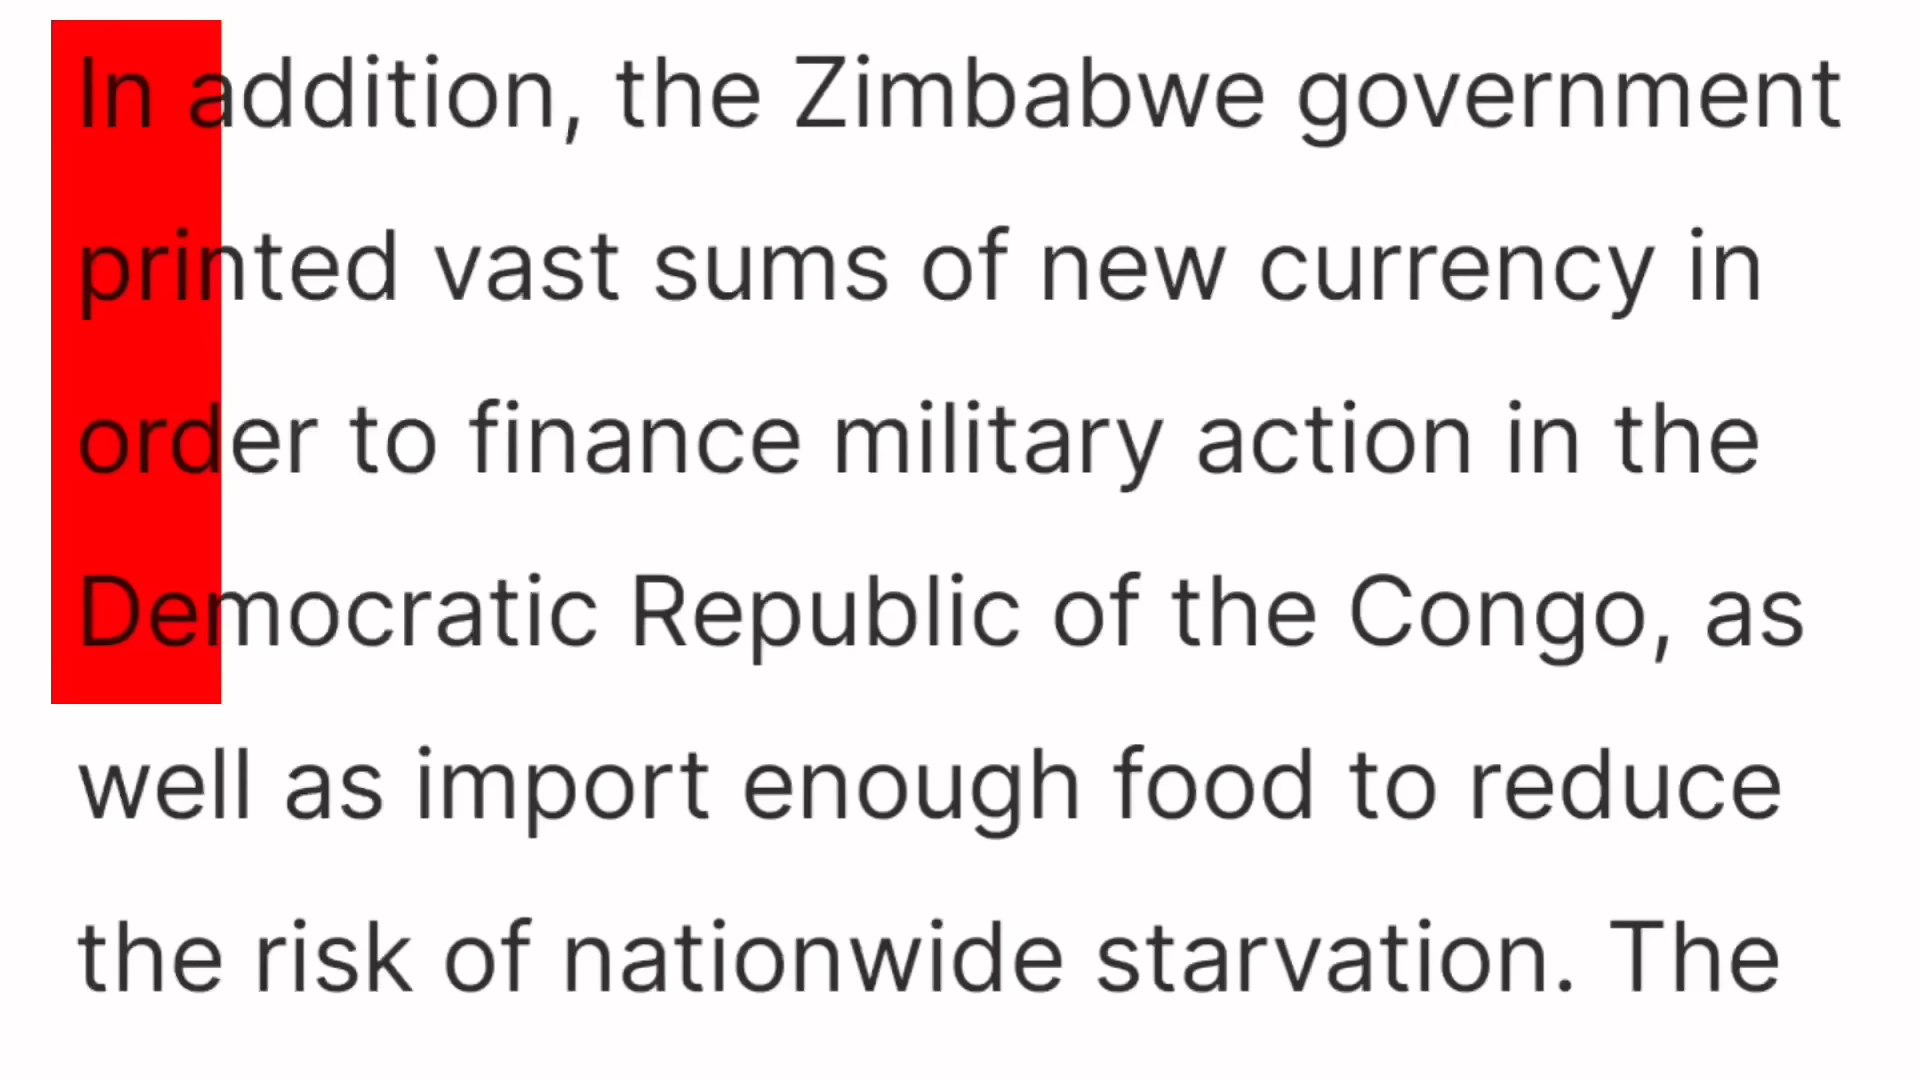 In addition, the Zimbabwe government
printed vast sums of new currency in
order to finance military action in the
Democratic Republic of the Congo, as
well as import enough food to reduce
the risk of nationwide starvation. The